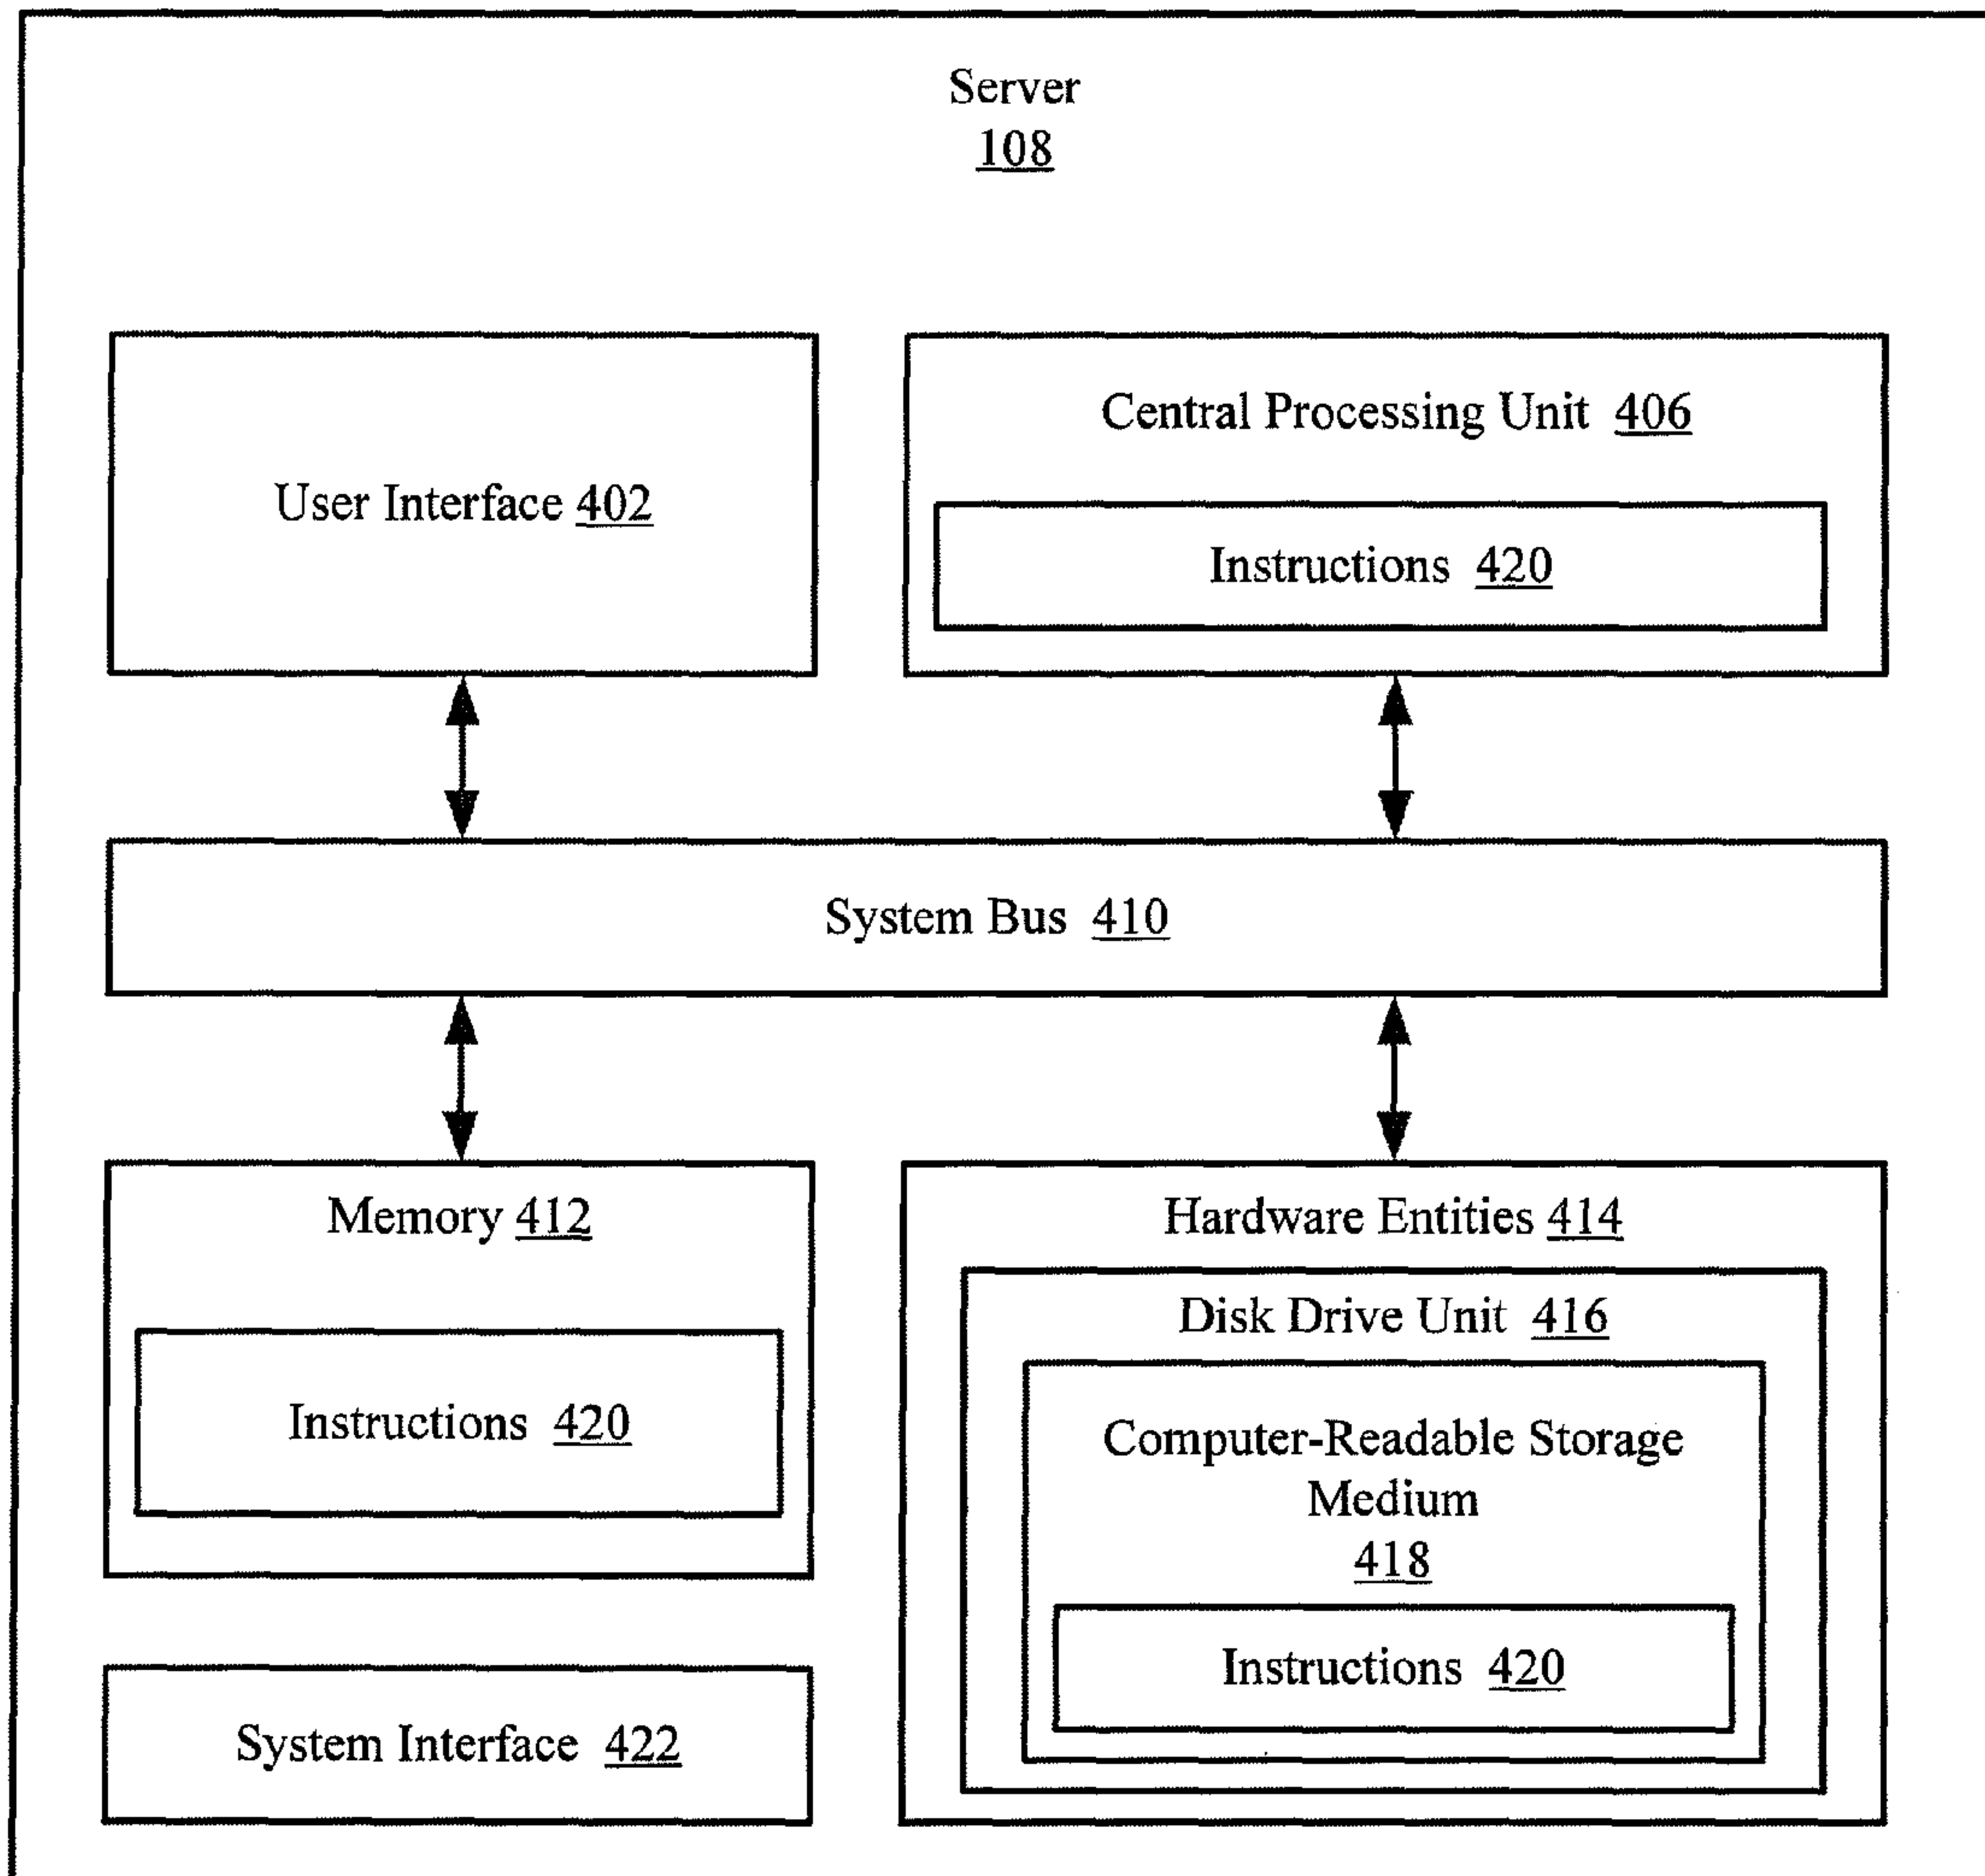 Server
108
User Interface 402
Central Processing Unit 406
Instructions 420
System Bus 410
Memory 412
Instructions 420
Hardware Entities 414
Disk Drive Unit 416
Computer-Readable Storage
Medium
418
Instructions 420
System Interface 422